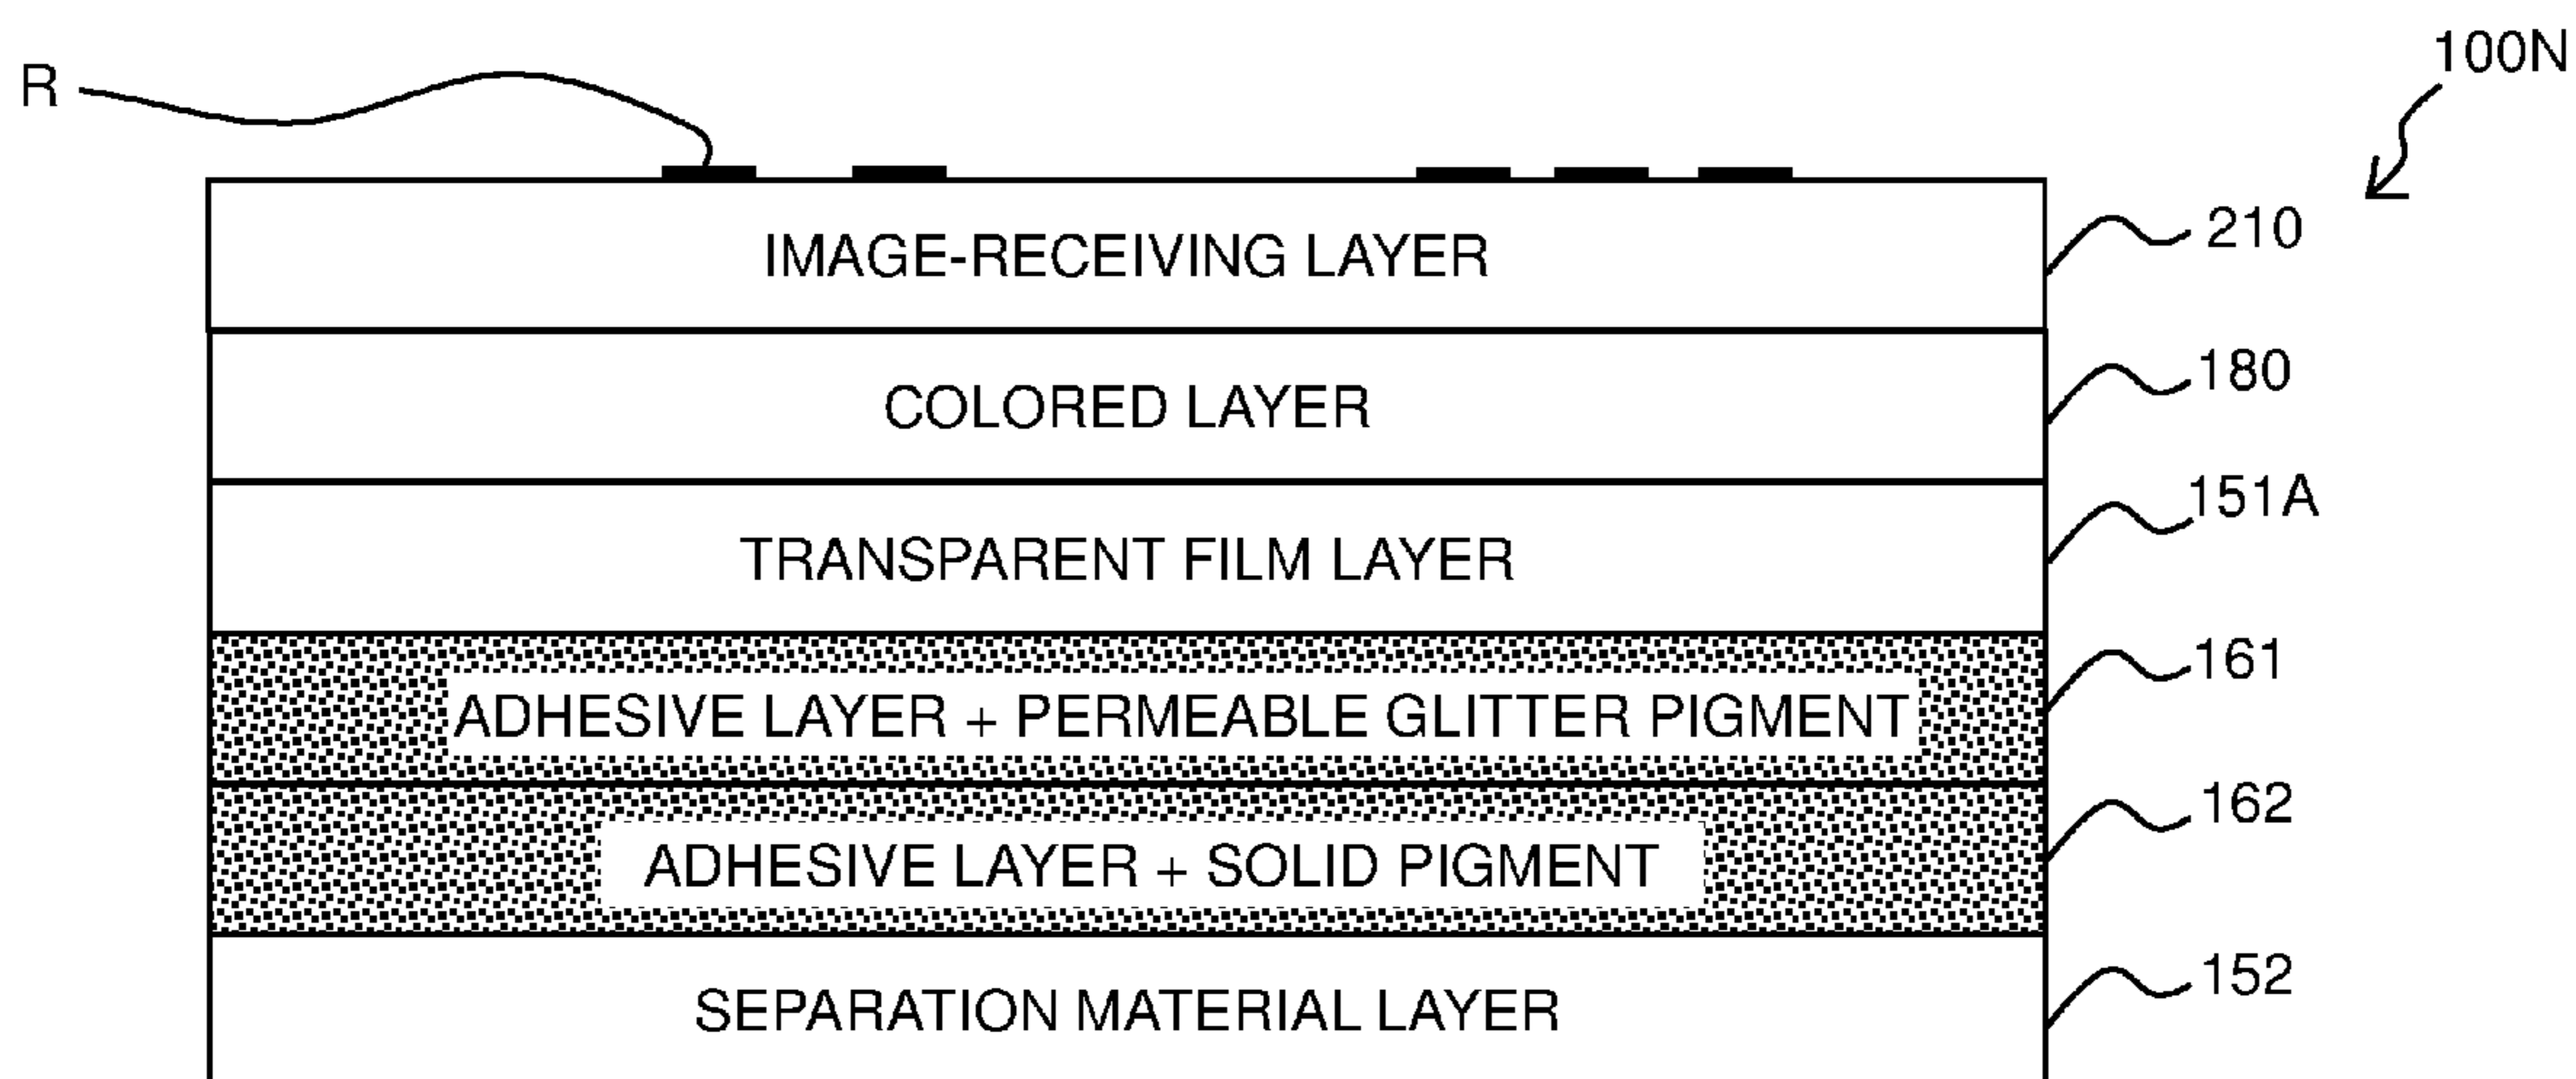 100N
R
IMAGE-RECEIVING LAYER 210
COLORED LAYER 180
TRANSPARENT FILM LAYER 151A
ADHESIVE LAYER + PERMEABLE GLITTER PIGMENT 161
ADHESIVE LAYER + SOLID PIGMENT 162
SEPARATION MATERIAL LAYER 152